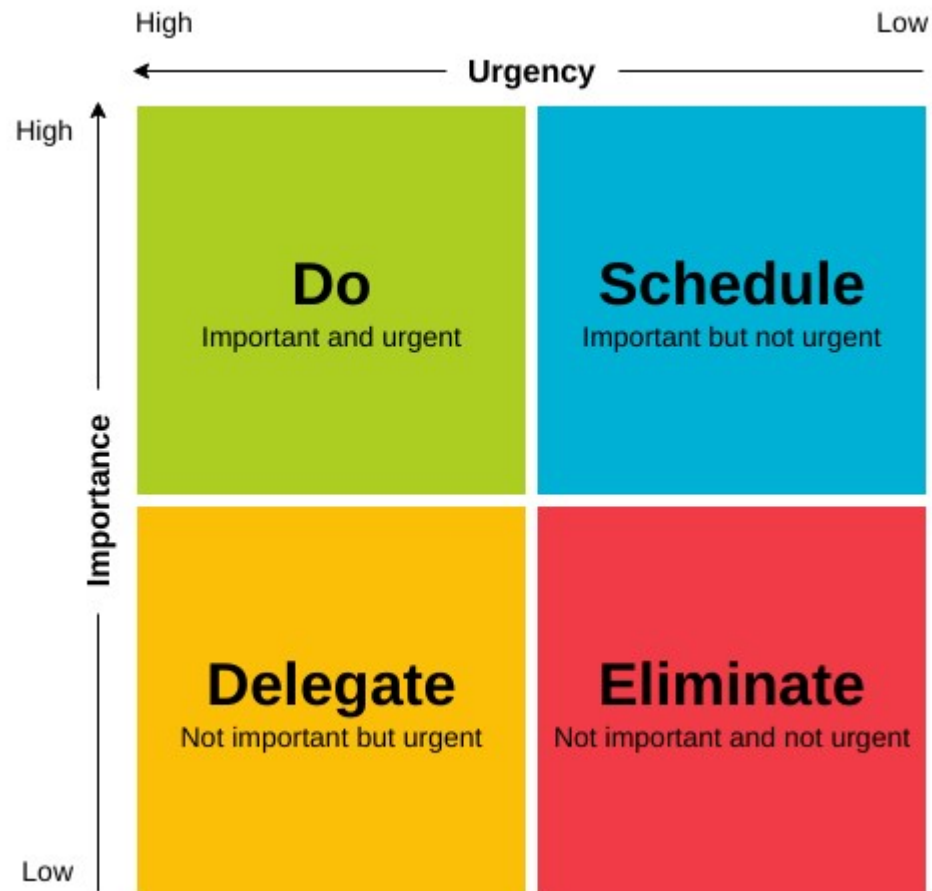 High
Low
Urgency
High
Do
Important and urgent
Schedule
Important but not urgent
Importance
Delegate
Not important but urgent
Eliminate
Not important and not urgent
Low